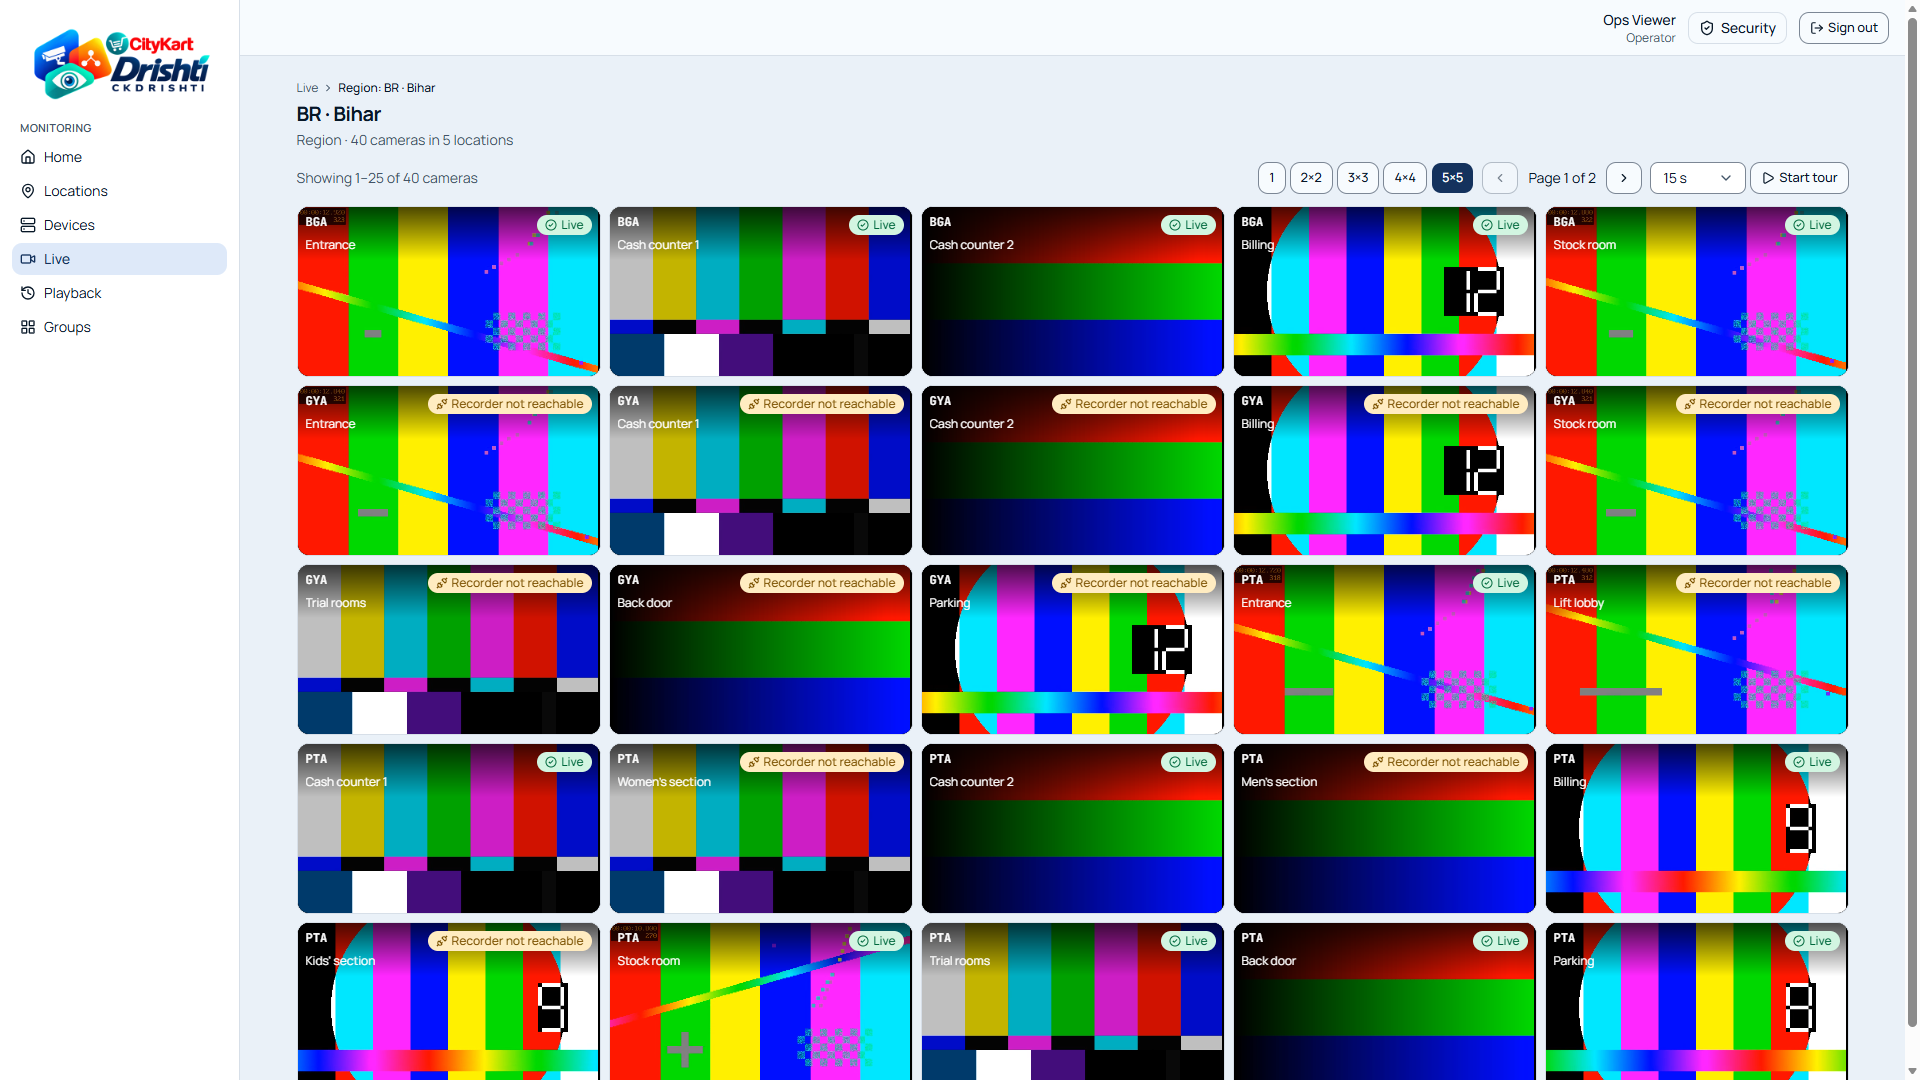 CityKart
Drishti
CKDRISHTI
MONITORING
Home
Locations
Devices
Live
Playback
Groups
Ops Viewer
Operator
Security
Sign out
Live > Region: BR · Bihar
BR · Bihar
Region · 40 cameras in 5 locations
Showing 1–25 of 40 cameras
1
2×2
3×3
4×4
5×5
Page 1 of 2
15 s
Start tour
BGA
Live
Entrance
BGA
Live
Cash counter 1
BGA
Live
Cash counter 2
BGA
Live
Billing
12
BGA
Live
Stock room
GYA
Recorder not reachable
Entrance
GYA
Recorder not reachable
Cash counter 1
GYA
Recorder not reachable
Cash counter 2
GYA
Recorder not reachable
Billing
12
GYA
Recorder not reachable
Stock room
GYA
Recorder not reachable
Trial rooms
GYA
Recorder not reachable
Back door
GYA
Recorder not reachable
Parking
12
PTA
Live
Entrance
PTA
Recorder not reachable
Lift lobby
PTA
Live
Cash counter 1
PTA
Recorder not reachable
Women's section
PTA
Live
Cash counter 2
PTA
Recorder not reachable
Men's section
PTA
Live
Billing
PTA
Recorder not reachable
Kids' section
PTA
Live
Stock room
PTA
Live
Trial rooms
PTA
Live
Back door
PTA
Live
Parking